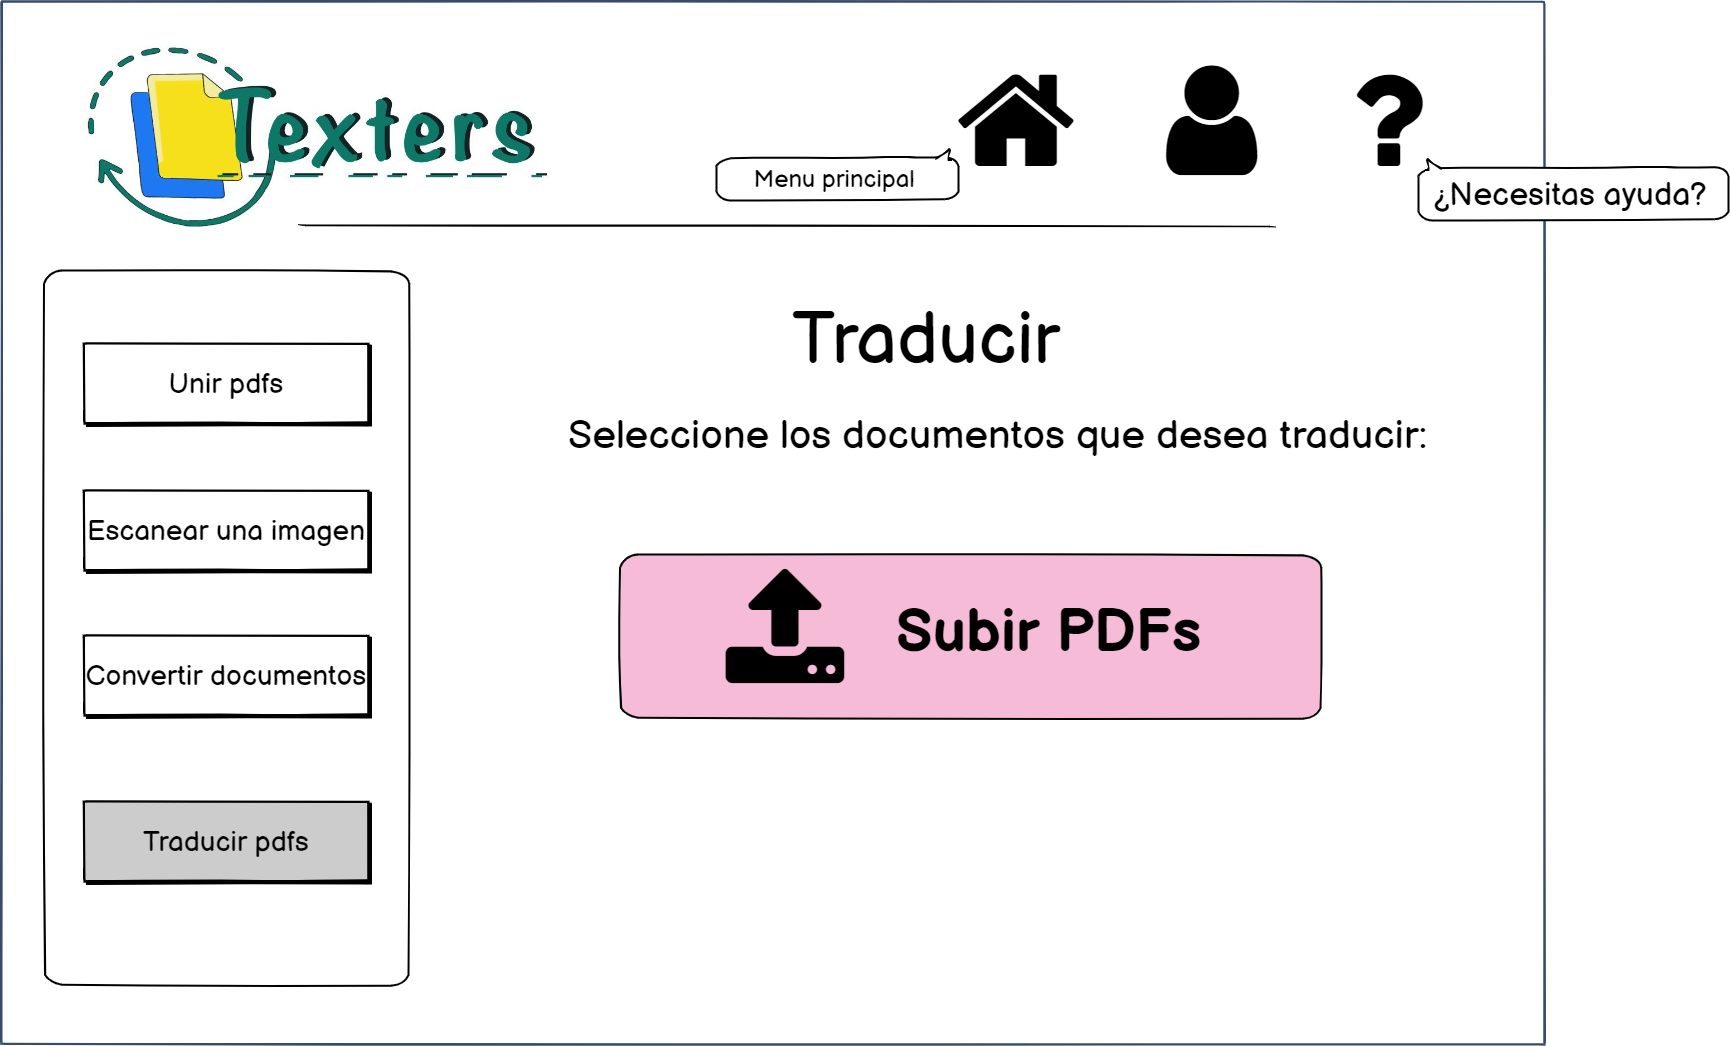 Texters
Menu principal
¿Necesitas ayuda?
Traducir
Unir pdfs
Seleccione los documentos que desea traducir:
Escanear una imagen
Subir PDFs
Convertir documentos
Traducir pdfs